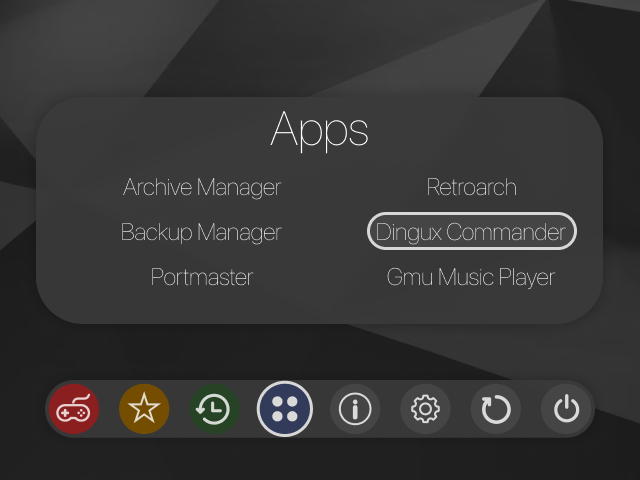 Apps
Archive Manager
Retroarch
Backup Manager
Dingux Commander
Portmaster
Gmu Music Player